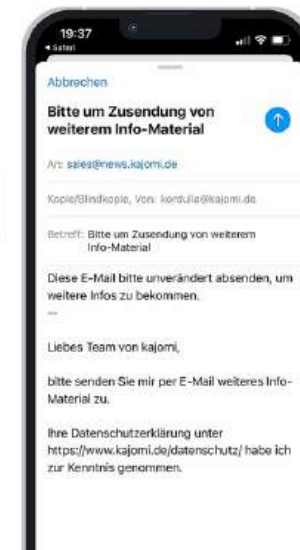 19:37
◀ Safari
Abbrechen
Bitte um Zusendung von
weiterem Info-Material
An: sales@news.kajomi.de
Kopie/Blindkopie, Von: kordula@kajomi.de
Betreff: Bitte um Zusendung von weiterem
Info-Material
Diese E-Mail bitte unverändert absenden, um
weitere Infos zu bekommen.
--
Liebes Team von kajomi,
bitte senden Sie mir per E-Mail weiteres Info-
Material zu.
Ihre Datenschutzerklärung unter
https://www.kajomi.de/datenschutz/ habe ich
zur Kenntnis genommen.